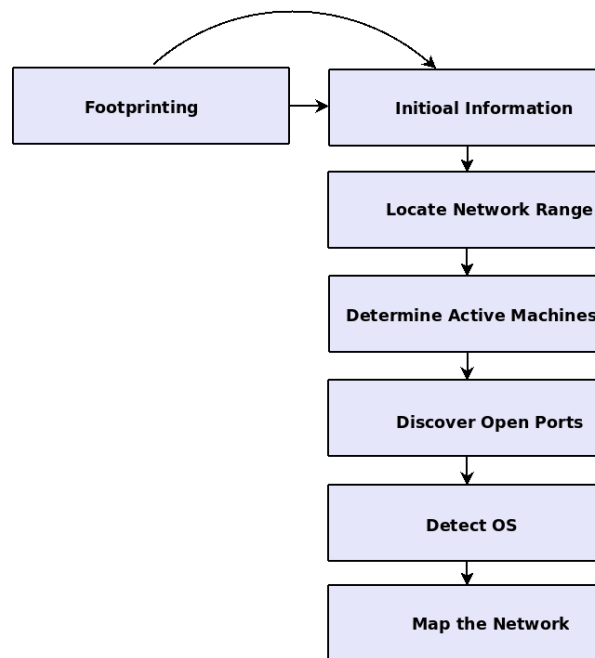 Footprinting
Initioal Information
Locate Network Range
Determine Active Machines
Discover Open Ports
Detect OS
Map the Network